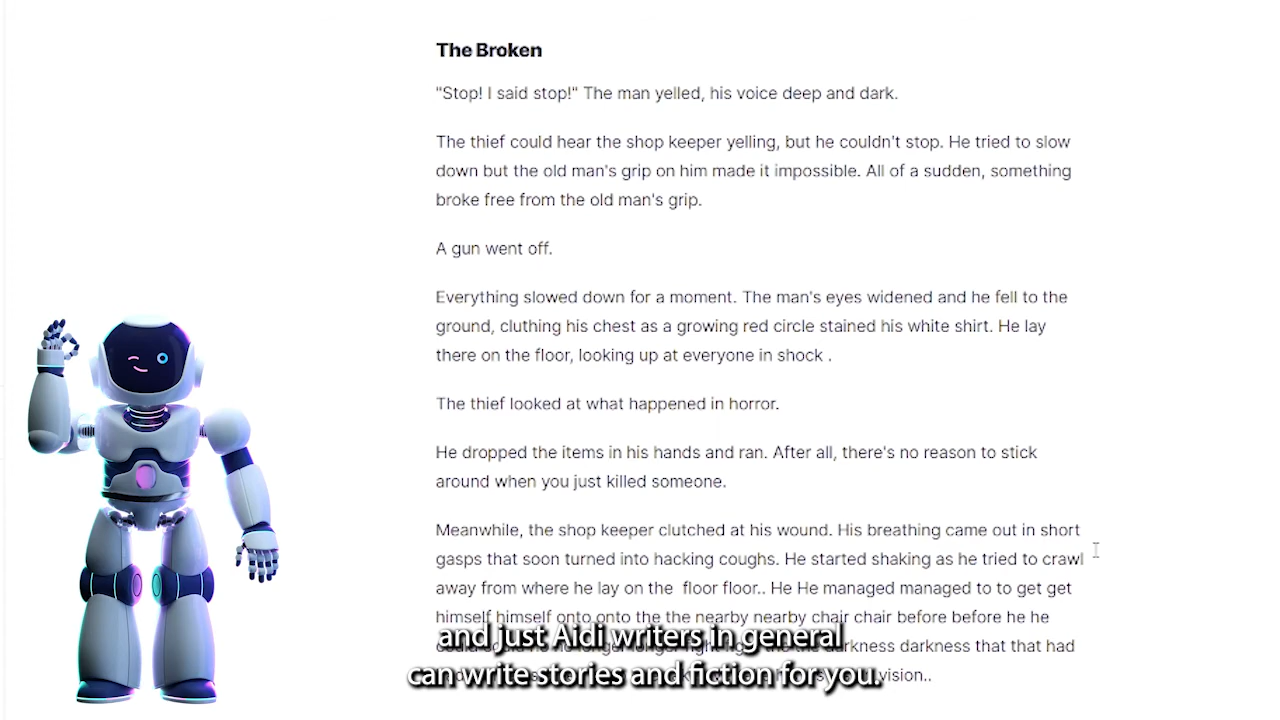 The Broken
"Stop! I said stop!" The man yelled, his voice deep and dark.
The thief could hear the shop keeper yelling, but he couldn't stop. He tried to slow
down but the old man's grip on him made it impossible. All of a sudden, something
broke free from the old man's grip.
A gun went off.
Everything slowed down for a moment. The man's eyes widened and he fell to the
ground, cluthing his chest as a growing red circle stained his white shirt. He lay
there on the floor, looking up at everyone in shock .
The thief looked at what happened in horror.
He dropped the items in his hands and ran. After all, there's no reason to stick
around when you just killed someone.
Meanwhile, the shop keeper clutched at his wound. His breathing came out in short
gasps that soon turned into hacking coughs. He started shaking as he tried to crawl
away from where he lay on the  floor floor.. He He managed managed to to get get
himself himself onto onto the the nearby nearby chair chair before before he he
darkness that that had
vision..
and just Aidi writers in general
can write stories and fiction for you.